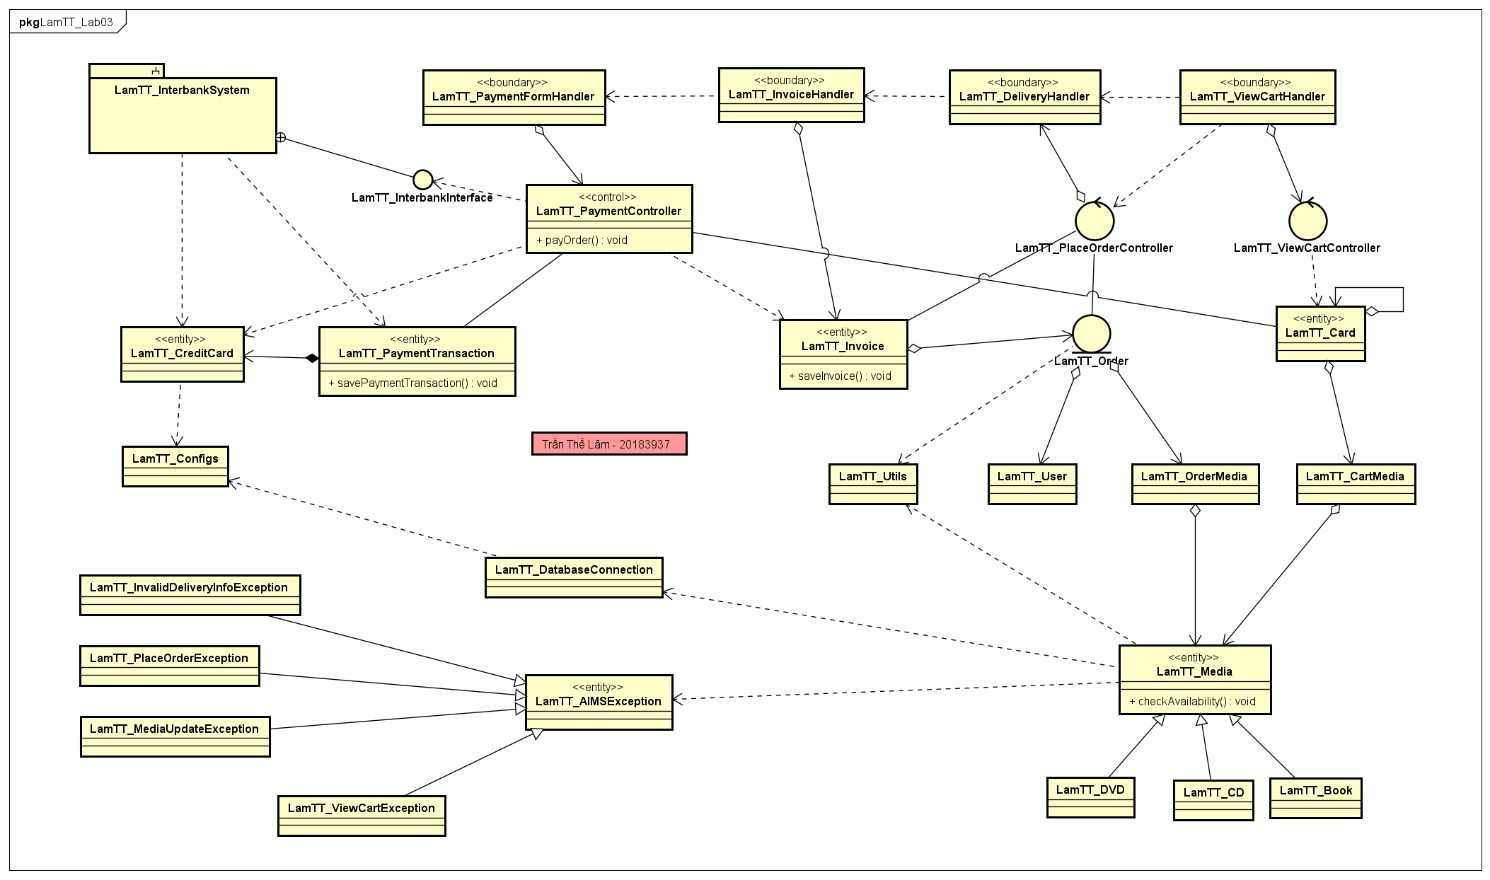 pkg LamTT_Lab03
LamTT_InterbankSystem
<<boundary>>
LamTT_PaymentFormHandler
<<boundary>>
LamTT_InvoiceHandler
<<boundary>>
LamTT_DeliveryHandler
<<boundary>>
LamTT_ViewCartHandler
LamTT_InterbankInterface
<<control>>
LamTT_PaymentController
+ payOrder() : void
LamTT_PlaceOrderController
LamTT_ViewCartController
<<entity>>
LamTT_CreditCard
<<entity>>
LamTT_PaymentTransaction
+ savePaymentTransaction() : void
<<entity>>
LamTT_Invoice
+ saveInvoice() : void
LamTT_Order
<<entity>>
LamTT_Card
Trần Thế Lâm - 20183937
LamTT_Configs
LamTT_Utils
LamTT_User
LamTT_OrderMedia
LamTT_CartMedia
LamTT_DatabaseConnection
LamTT_InvalidDeliveryInfoException
LamTT_PlaceOrderException
LamTT_MediaUpdateException
LamTT_ViewCartException
<<entity>>
LamTT_AIMSException
<<entity>>
LamTT_Media
+ checkAvailability() : void
LamTT_DVD
LamTT_CD
LamTT_Book